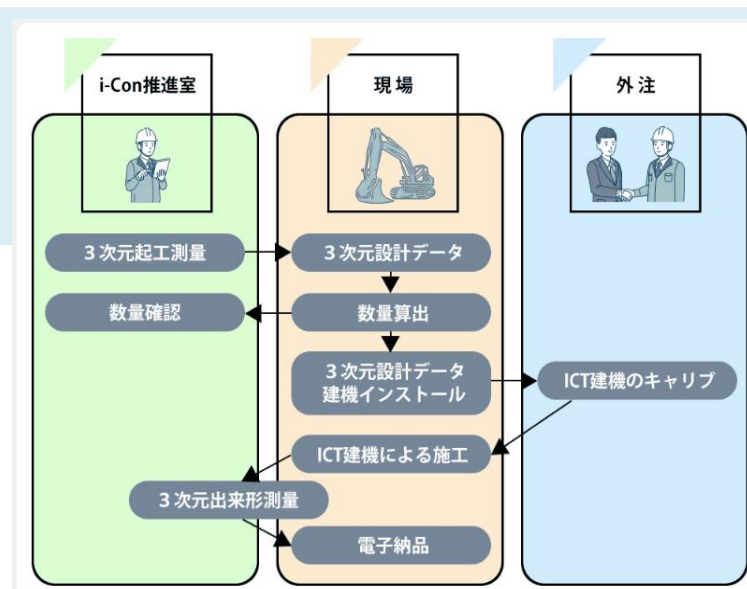 i-Con推進室
現場
外注
３次元起工測量
３次元設計データ
数量確認
数量算出
３次元設計データ
建機インストール
ICT建機のキャリブ
ICT建機による施工
３次元出来形測量
電子納品